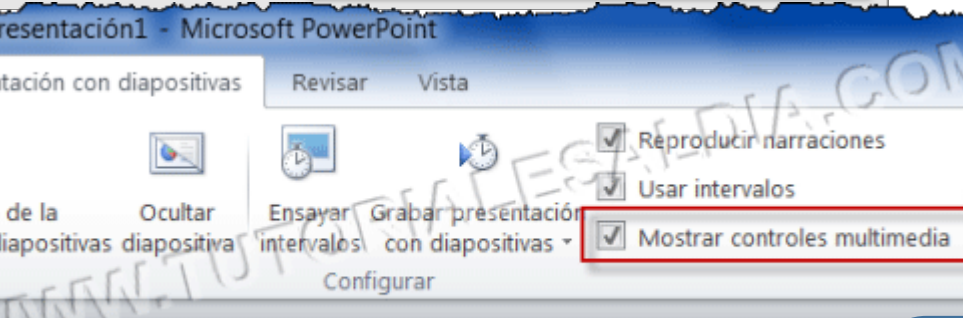 resentación1 - Microsoft PowerPoint
tación con diapositivas Revisar Vista
Reproducir narraciones
Usar intervalos
Mostrar controles multimedia
de la
diapositivas
Ocultar
diapositiva
Ensayar
intervalos
Grabar presentación
con diapositivas
Configurar
WWW.TUTORIALESALDIA.COM